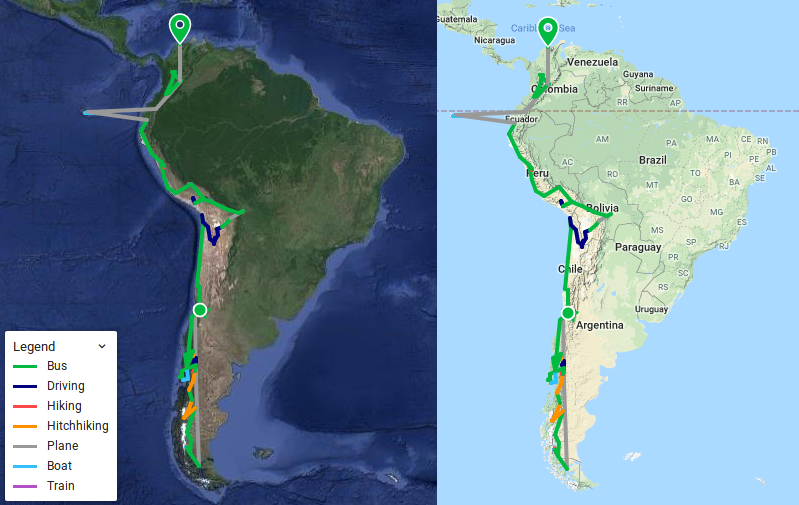 Legend
Bus
Driving
Hiking
Hitchhiking
Plane
Boat
Train
Guatemala
Nicaragua
Caribbean Sea
Venezuela
Guyana
Suriname
Colombia
RR
AP
Ecuador
AM
PA
MA
CE
RN
PB
PI
PE
AL
SE
AC
RO
TO
Brazil
Peru
MT
BA
Bolivia
GO
MG
ES
MS
SP
RJ
Paraguay
PR
SC
Chile
RS
Uruguay
Argentina